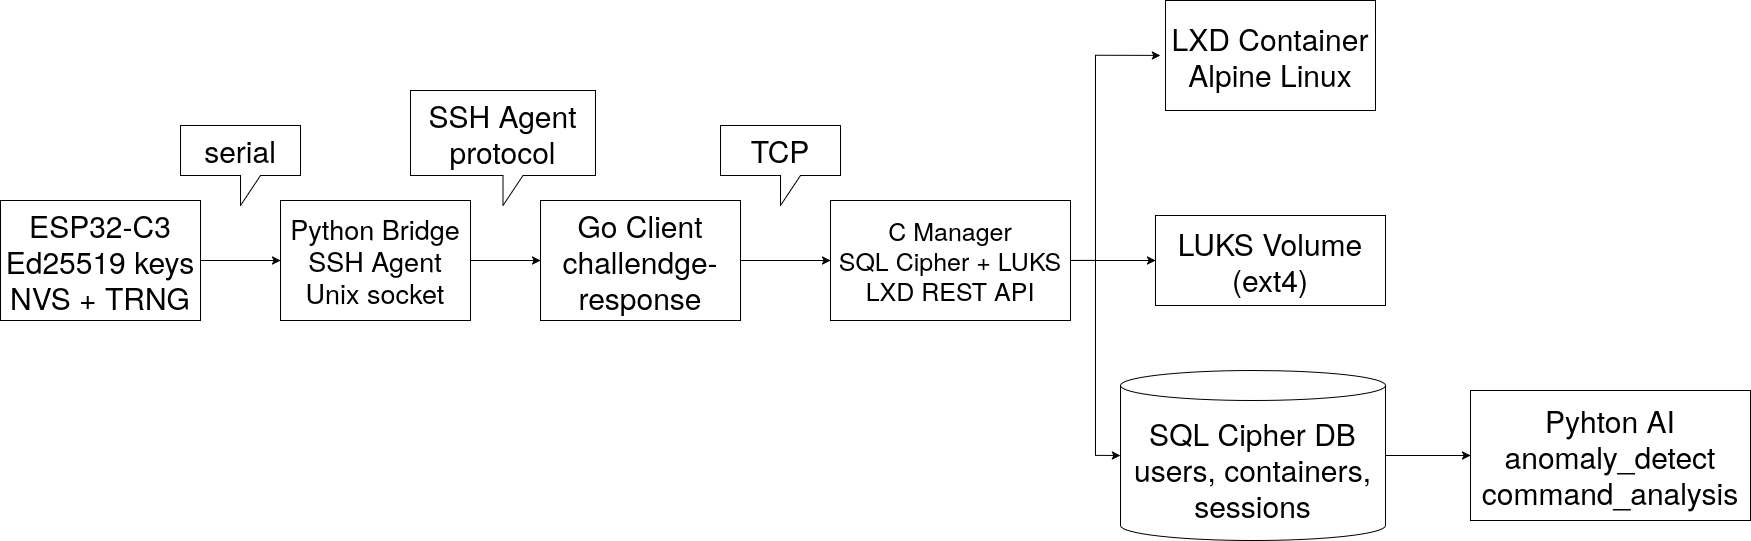 LXD Container
Alpine Linux
SSH Agent
protocol
serial
TCP
ESP32-C3
Ed25519 keys
NVS + TRNG
Python Bridge
SSH Agent
Unix socket
Go Client
challendge-
response
C Manager
SQL Cipher + LUKS
LXD REST API
LUKS Volume
(ext4)
SQL Cipher DB
users, containers,
sessions
Pyhton AI
anomaly_detect
command_analysis